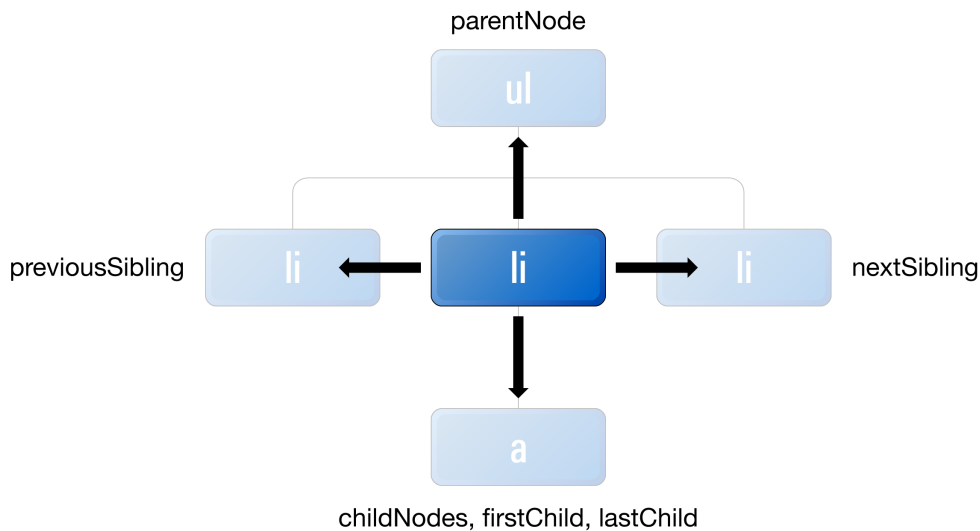 parentNode
ul
previousSibling li li li nextSibling
a
childNodes, firstChild, lastChild